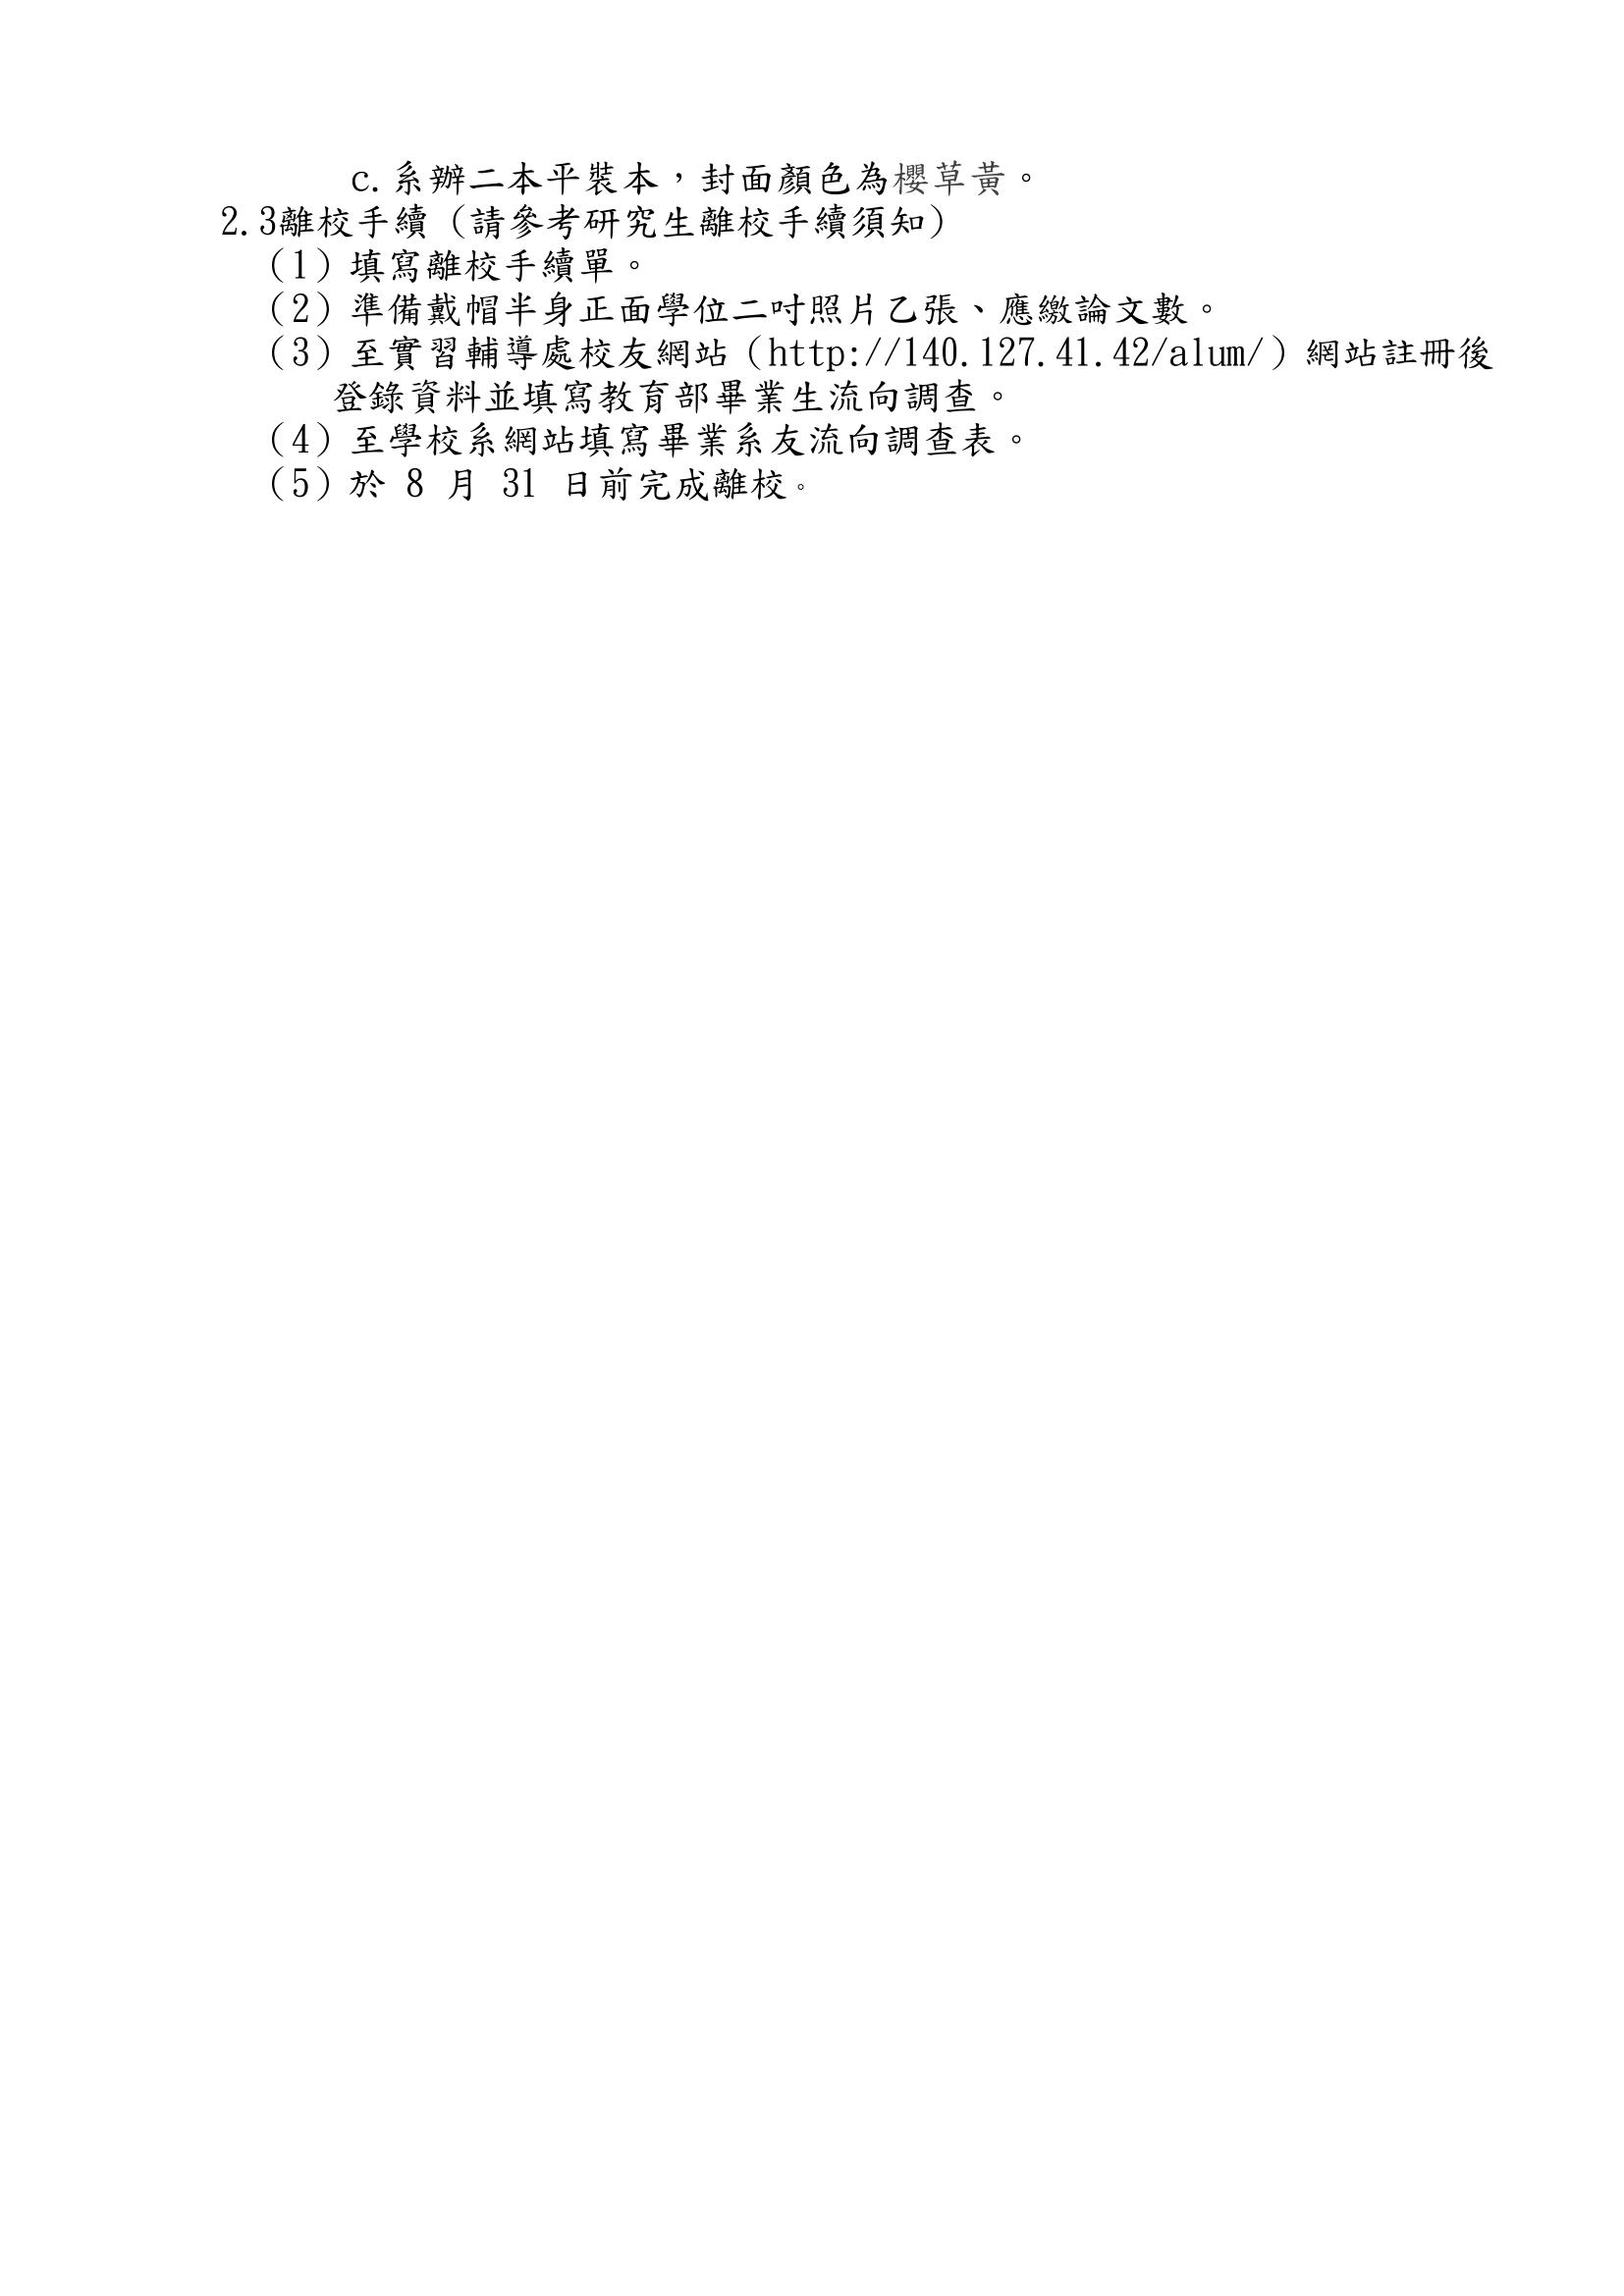 c.系辦二本平裝本，封面顏色為櫻草黃。
2.3離校手續（請參考研究生離校手續須知）
（1）填寫離校手續單。
（2）準備戴帽半身正面學位二吋照片乙張、應繳論文數。
（3）至實習輔導處校友網站（http://140.127.41.42/alum/）網站註冊後
登錄資料並填寫教育部畢業生流向調查。
（4）至學校系網站填寫畢業系友流向調查表。
（5）於 8 月 31 日前完成離校。